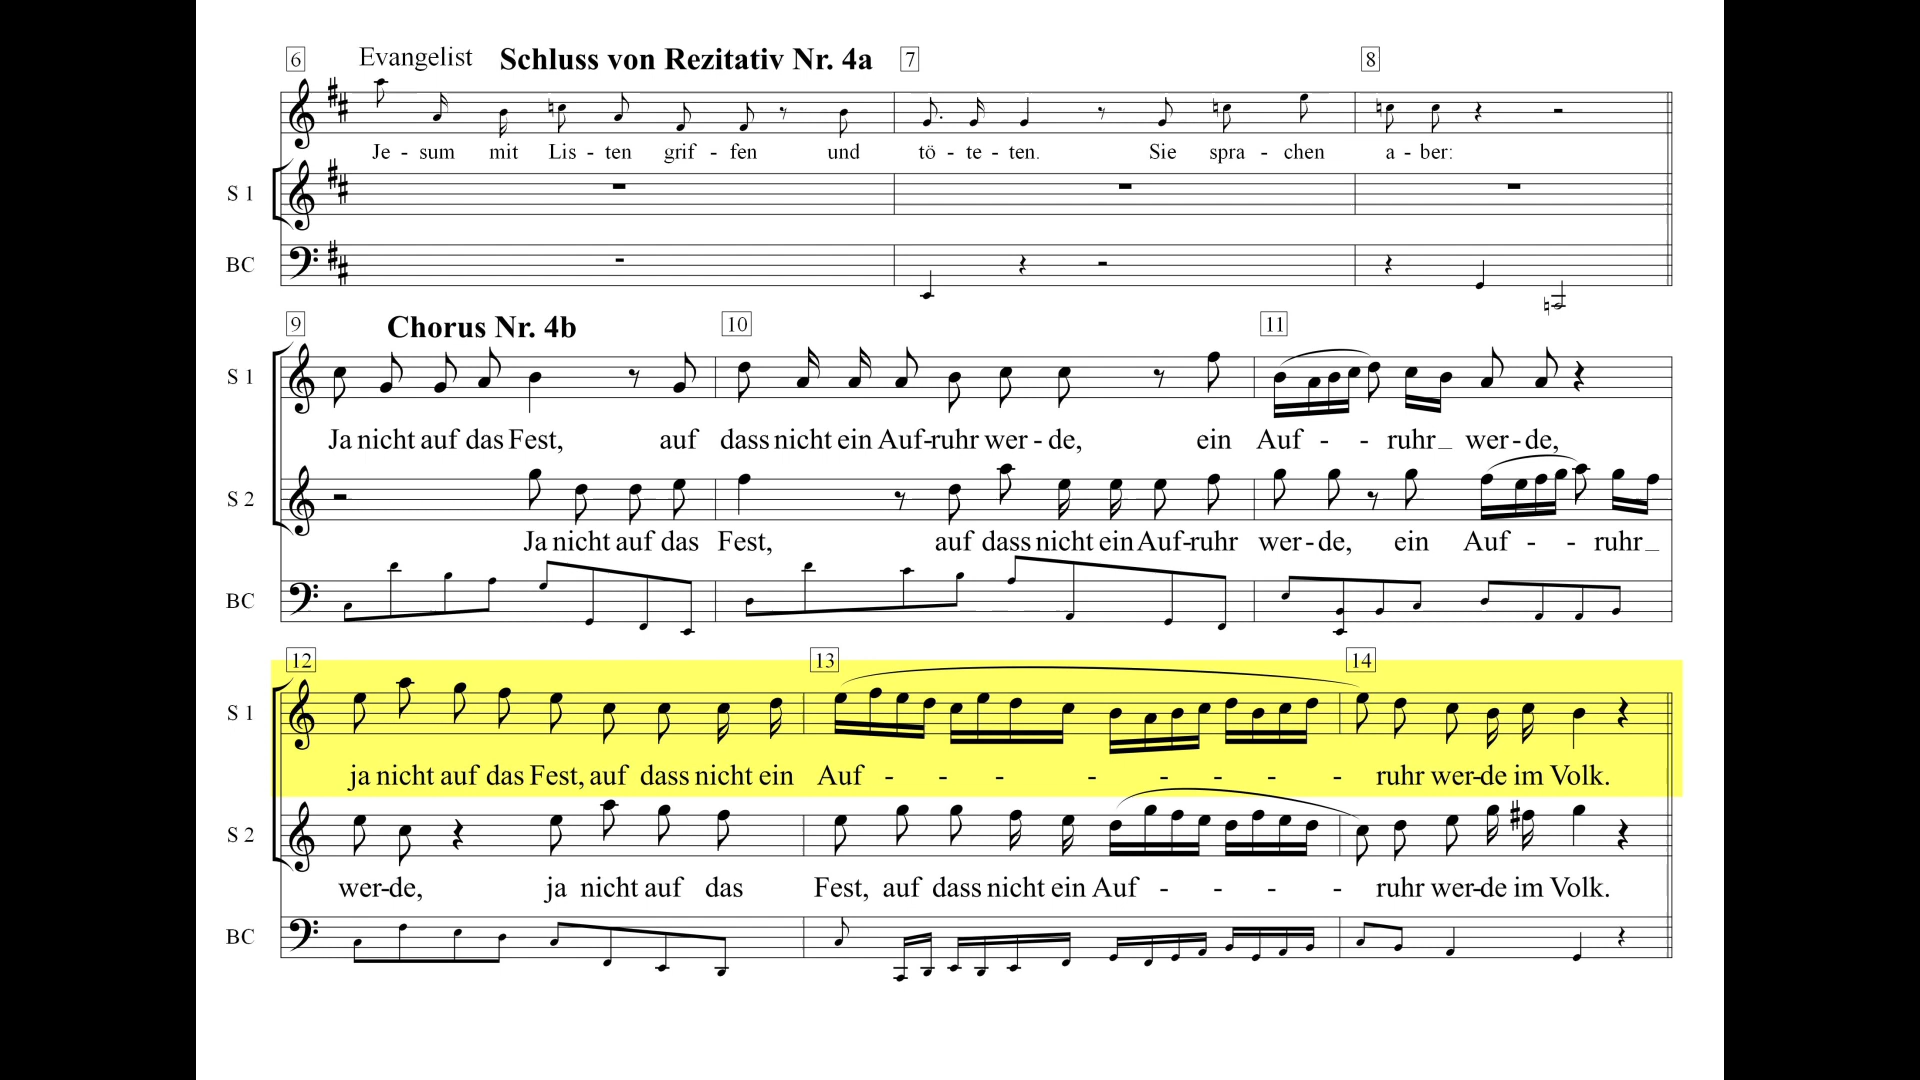 6 Evangelist Schluss von Rezitativ Nr. 4a 7 8
Je - sum mit Lis - ten grif - fen und tö - te - ten. Sie spra - chen a - ber:
S 1
BC
9 Chorus Nr. 4b 10 11
S 1
Ja nicht auf das Fest, auf dass nicht ein Auf-ruhr wer - de, ein Auf - - ruhr_ wer-de,
S 2
Ja nicht auf das Fest, auf dass nicht ein Auf-ruhr wer-de, ein Auf - - ruhr_
BC
12 13 14
S 1
ja nicht auf das Fest, auf dass nicht ein Auf - - - - - - - - - ruhr wer-de im Volk.
S 2
wer-de, ja nicht auf das Fest, auf dass nicht ein Auf - - - - ruhr wer-de im Volk.
BC